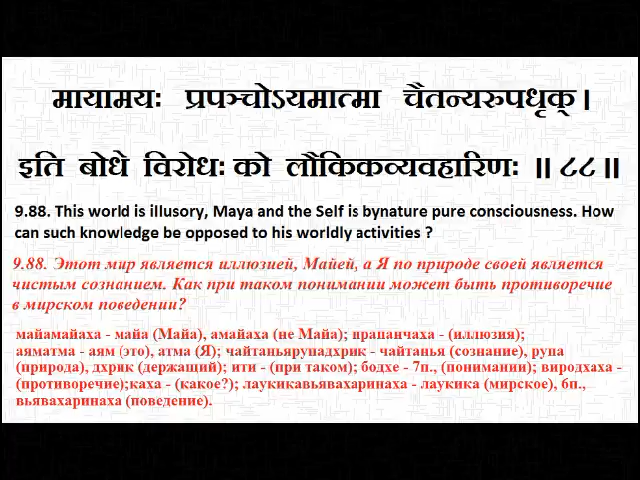 मायामयः प्रपञ्चोऽयमात्मा चैतन्यरुपधृक्।
इति बोधे विरोधः को लौकिकव्यवहारिणः ॥ ८८॥
9.88. This world is illusory, Maya and the Self is bynature pure consciousness. How
can such knowledge be opposed to his worldly activities ?
9.88. Этот мир является иллюзией, Майей, а Я по природе своей является
чистым сознанием. Как при таком понимании может быть противоречие
в мирском поведении?
майамайаха - майа (Майа), амайаха (не Майа); прапанчаха - (иллюзия);
аяматма - аям (это), атма (Я); чайтаньярупадхрик - чайтанья (сознание), рупа
(природа), дхрик (держащий); ити - (при таком); бодхе - 7п., (понимании); виродхаха -
(противоречие);каха - (какое?); лаукикавьявахаринаха - лаукика (мирское), 6п.,
вьявахаринаха (поведение).